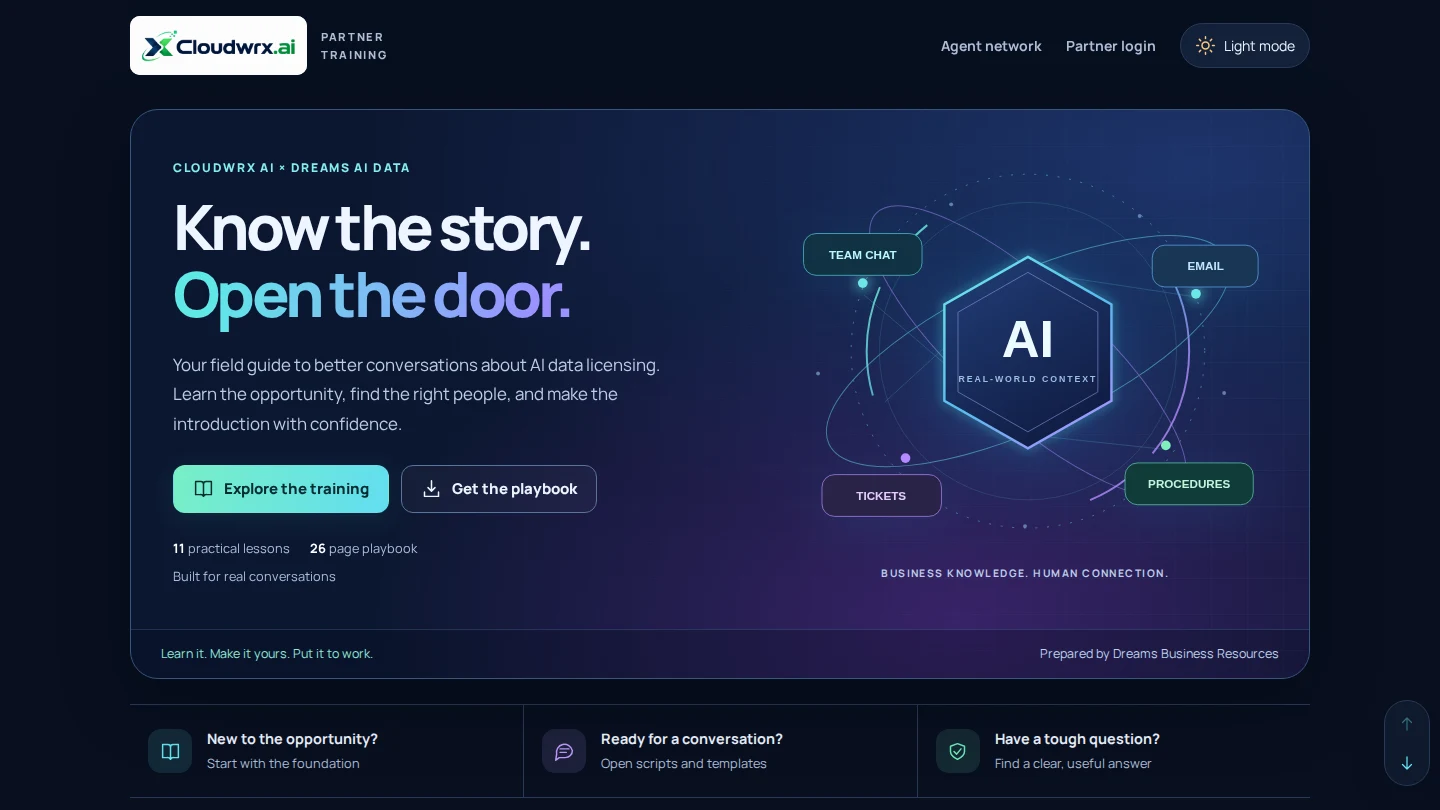 Cloudwrx.ai
PARTNER
TRAINING
Agent network
Partner login
Light mode
CLOUDWRX AI × DREAMS AI DATA
Know the story.
Open the door.
Your field guide to better conversations about AI data licensing.
Learn the opportunity, find the right people, and make the
introduction with confidence.
Explore the training
Get the playbook
11 practical lessons
26 page playbook
Built for real conversations
TEAM CHAT
EMAIL
AI
REAL-WORLD CONTEXT
TICKETS
PROCEDURES
BUSINESS KNOWLEDGE. HUMAN CONNECTION.
Learn it. Make it yours. Put it to work.
Prepared by Dreams Business Resources
New to the opportunity?
Start with the foundation
Ready for a conversation?
Open scripts and templates
Have a tough question?
Find a clear, useful answer